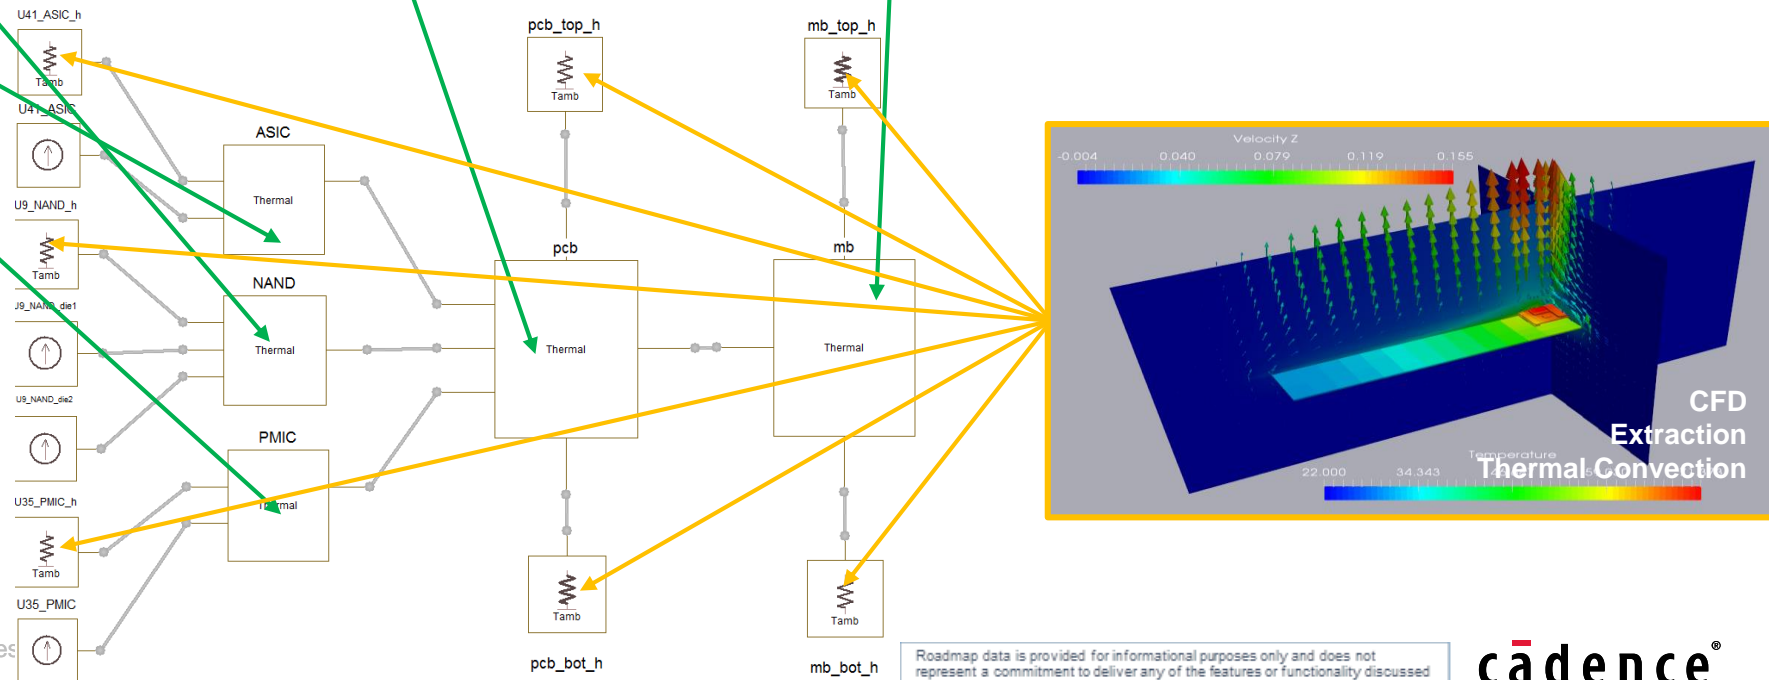 U41_ASIC_h
Tamb
U41_ASIC
ASIC
Thermal
U9_NAND_h
Tamb
NAND
J9_NAND_die1
Thermal
U9_NAND_die2
PMIC
Thermal
U35_PMIC_h
Tamb
U35_PMIC
pcb_top_h
Tamb
pcb
Thermal
Tamb
pcb_bot_h
mb_top_h
Tamb
mb
Thermal
Tamb
mb_bot_h
Velocity Z
-0.004 0.040 0.079 0.119 0.155
CFD
Extraction
Thermal Convection
Temperature
22.000 34.343
es
Roadmap data is provided for informational purposes only and does not
represent a commitment to deliver any of the features or functionality discussed
cādence®